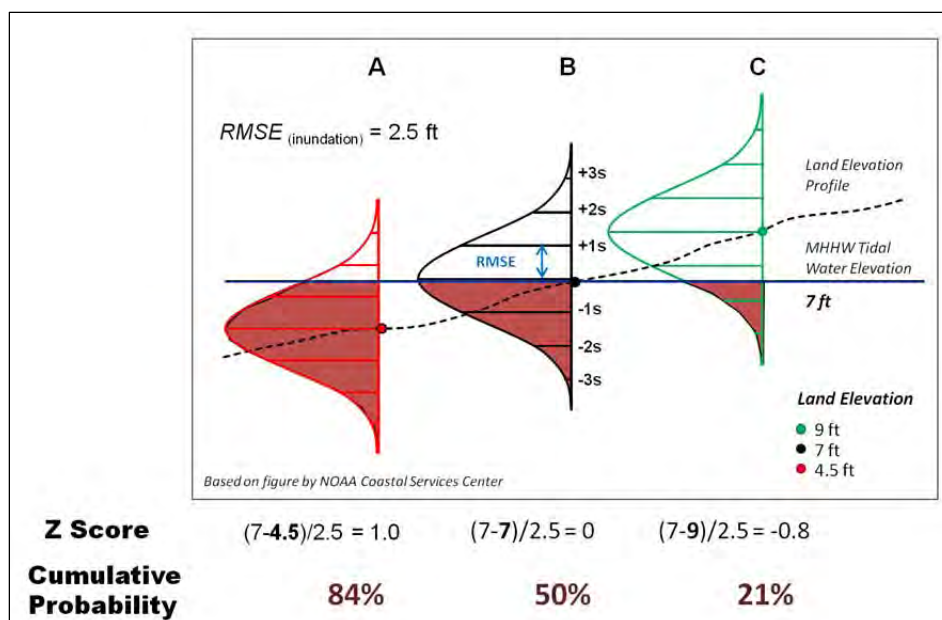 A B C
RMSE (inundation) = 2.5 ft
+3s
+2s
+1s
RMSE
-1s
-2s
-3s
Land Elevation
Profile
MHHW Tidal
Water Elevation
7 ft
Land Elevation
9 ft
7 ft
4.5 ft
Based on figure by NOAA Coastal Services Center
Z Score (7-4.5)/2.5 = 1.0 (7-7)/2.5 = 0 (7-9)/2.5 = -0.8
Cumulative
Probability 84% 50% 21%